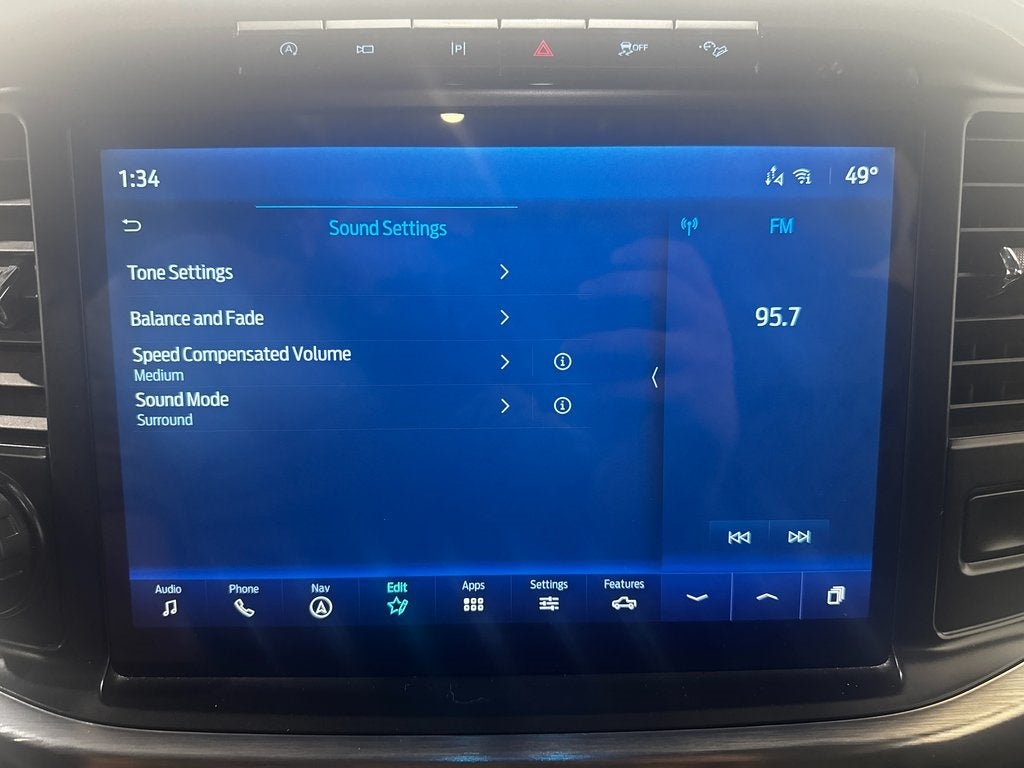 A
P
OFF
1:34
49°
Sound Settings
FM
Tone Settings
Balance and Fade
95.7
Speed Compensated Volume
Medium
Sound Mode
Surround
Audio
Phone
Nav
Edit
Apps
Settings
Features